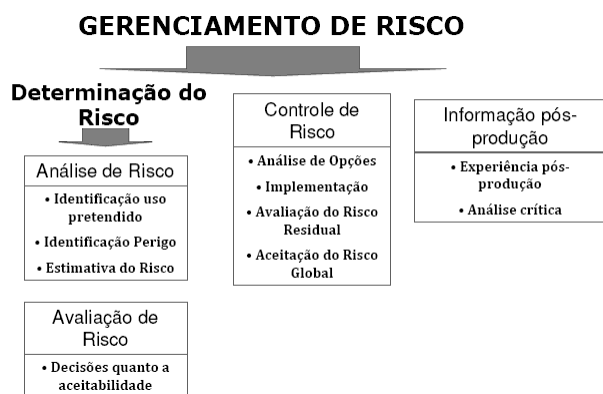 GERENCIAMENTO DE RISCO
Determinação do
Risco
Análise de Risco
• Identificação uso
pretendido
• Identificação Perigo
• Estimativa do Risco
Avaliação de
Risco
• Decisões quanto a
aceitabilidade
Controle de
Risco
• Análise de Opções
• Implementação
• Avaliação do Risco
Residual
• Aceitação do Risco
Global
Informação pós-
produção
• Experiência pós-
produção
• Análise crítica